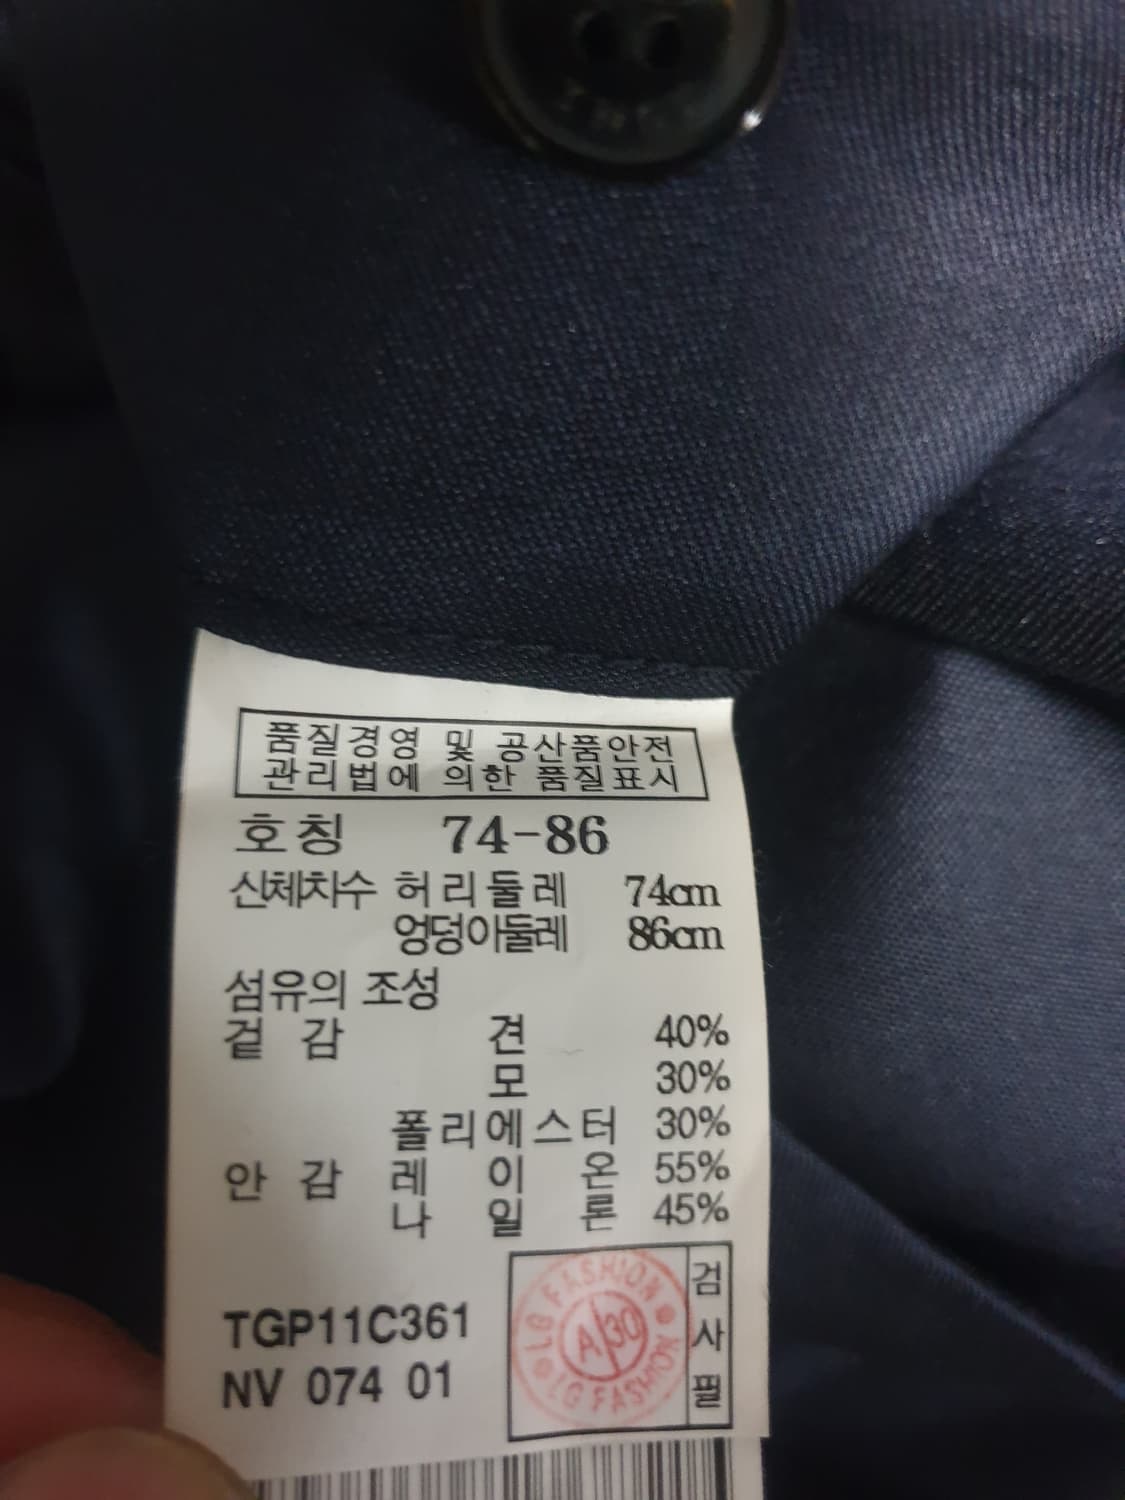 품질경영 및 공산품안전
관리법에 의한 품질표시
호칭 74-86
신체치수 허리둘레 74cm
엉덩이둘레 86cm
섬유의 조성
겉감 견 40%
모 30%
폴리에스터 30%
안감 레이온 55%
나일론 45%
TGP11C361
NV 074 01
LG FASHION
A/30
LG FASHION
검사필